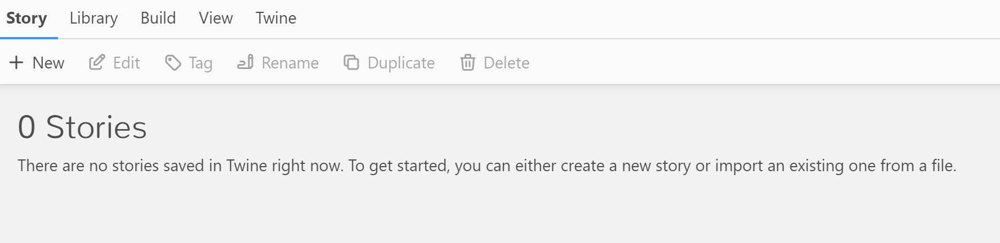 Story Library Build View Twine
New Edit Tag Rename Duplicate Delete
0 Stories
There are no stories saved in Twine right now. To get started, you can either create a new story or import an existing one from a file.